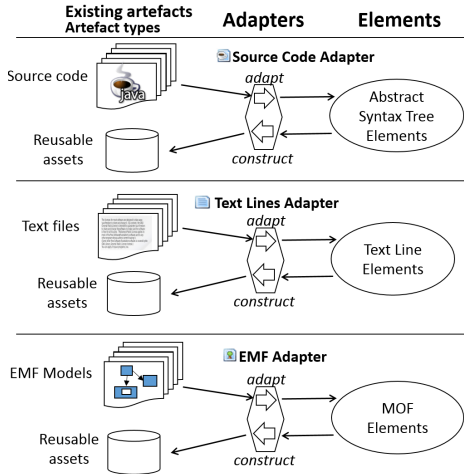 Existing artefacts
Artefact types
Adapters
Elements
Source code
java
Source Code Adapter
adapt
construct
Abstract
Syntax Tree
Elements
Reusable
assets
Text files
Text Lines Adapter
adapt
construct
Text Line
Elements
Reusable
assets
EMF Models
EMF Adapter
adapt
construct
MOF
Elements
Reusable
assets